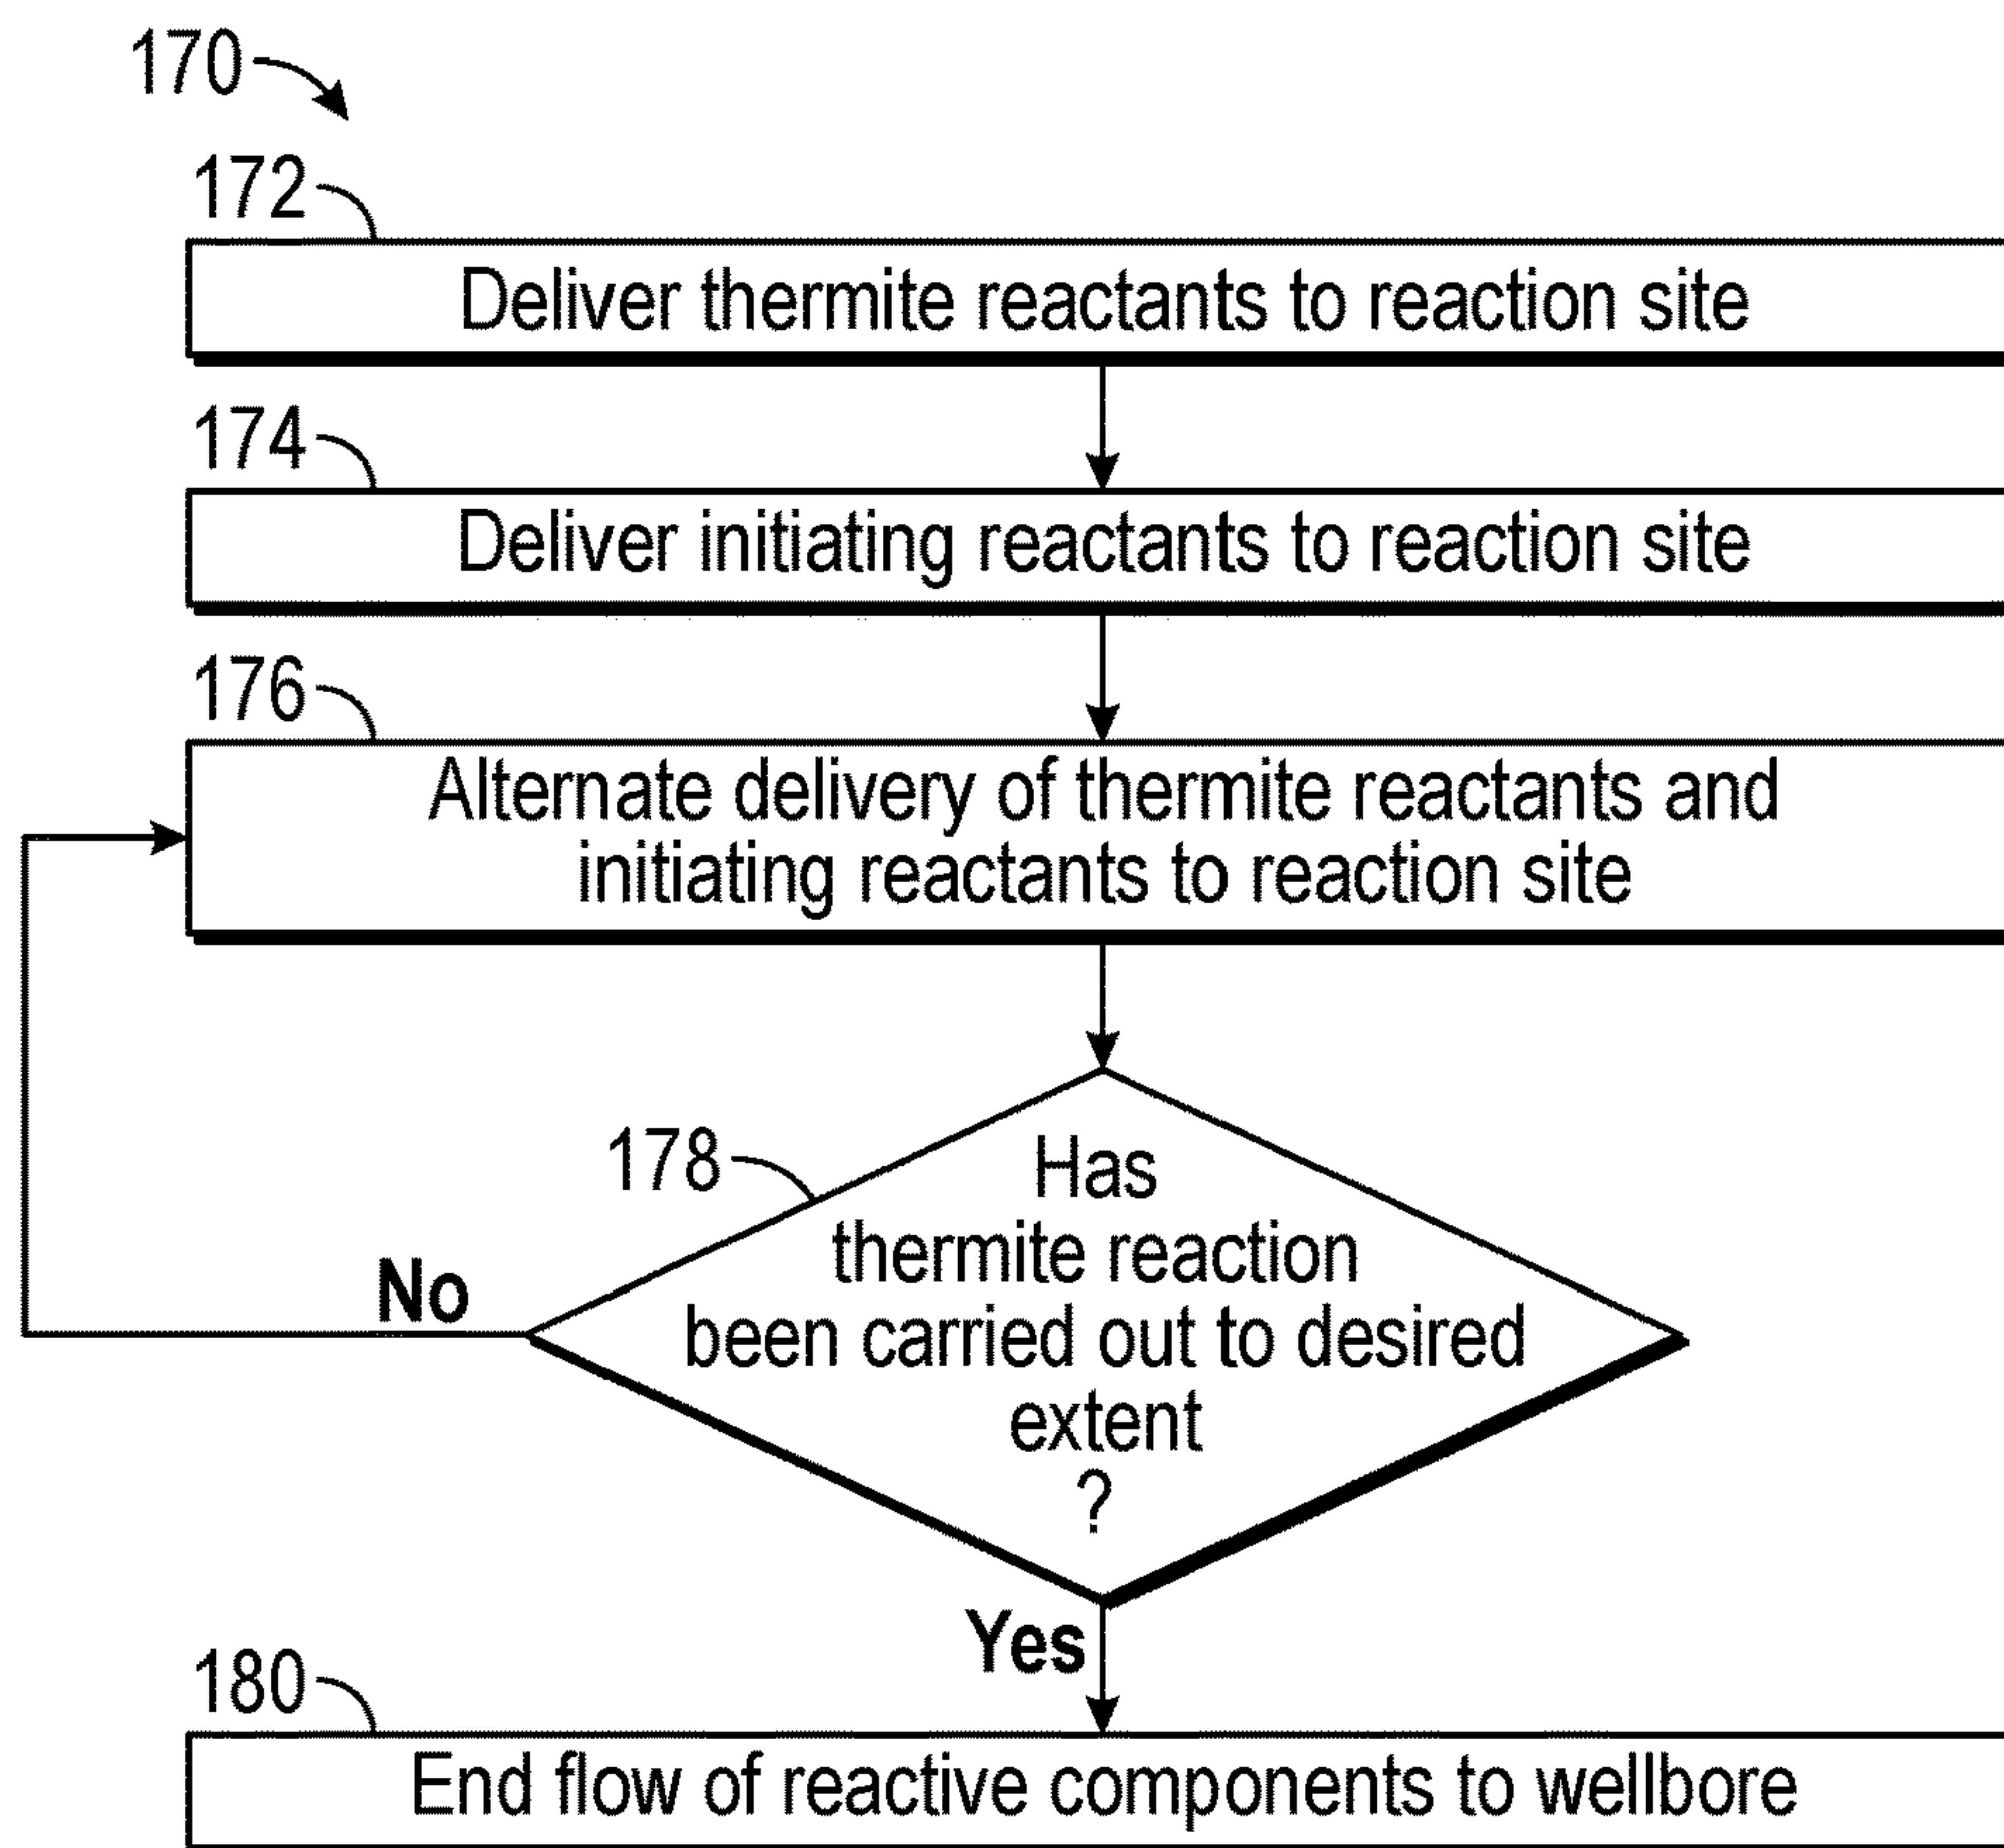 170
172
Deliver thermite reactants to reaction site
174
Deliver initiating reactants to reaction site
176
Alternate delivery of thermite reactants and
initiating reactants to reaction site
178
Has
thermite reaction
been carried out to desired
extent
?
No
Yes
180
End flow of reactive components to wellbore